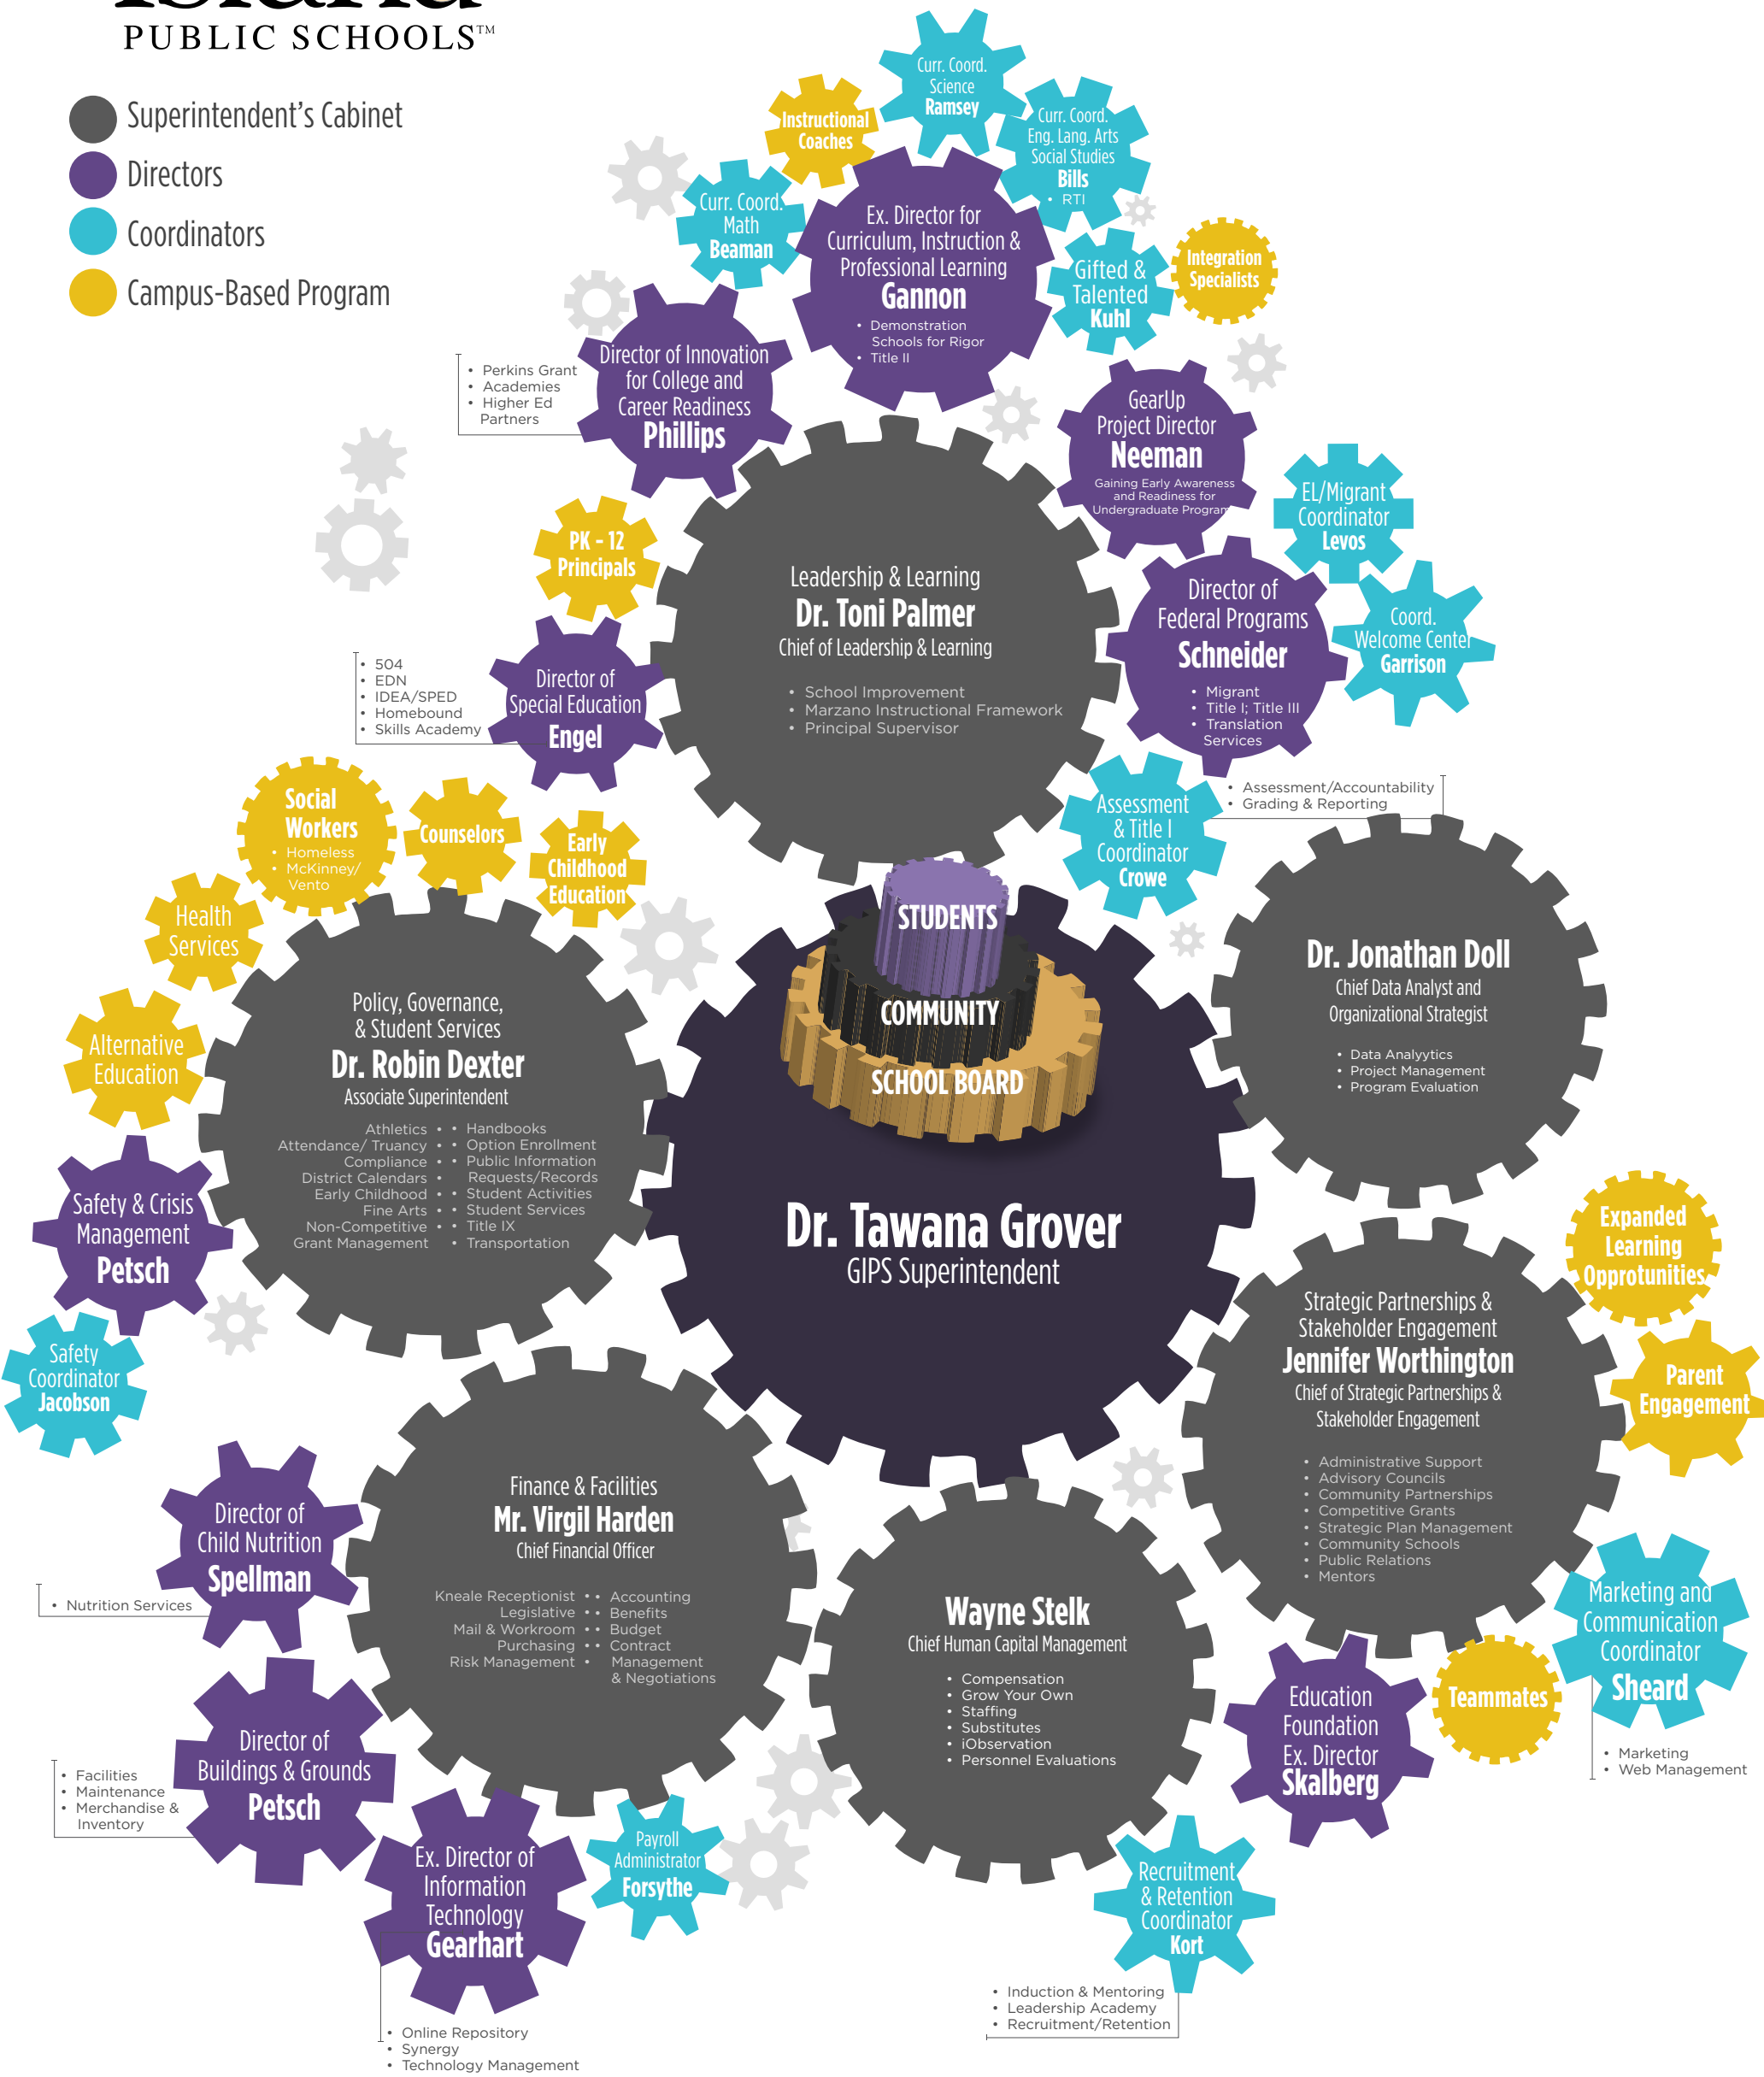 PUBLIC SCHOOLS™
Superintendent's Cabinet
Directors
Coordinators
Campus-Based Program
Curr. Coord.
Science
Ramsey
Instructional
Coaches
Curr. Coord.
Eng. Lang. Arts
Social Studies
Bills
• RTI
Curr. Coord.
Math
Beaman
Ex. Director for
Curriculum, Instruction &
Professional Learning
Gannon
• Demonstration
Schools for Rigor
• Title II
Gifted &
Talented
Kuhl
Integration
Specialists
Director of Innovation
for College and
Career Readiness
Phillips
• Perkins Grant
• Academies
• Higher Ed
Partners
GearUp
Project Director
Neeman
Gaining Early Awareness
and Readiness for
Undergraduate Program
EL/Migrant
Coordinator
Levos
PK - 12
Principals
Leadership & Learning
Dr. Toni Palmer
Chief of Leadership & Learning
• School Improvement
• Marzano Instructional Framework
• Principal Supervisor
Director of
Federal Programs
Schneider
• Migrant
• Title I; Title III
• Translation
Services
Coord.
Welcome Center
Garrison
• 504
• EDN
• IDEA/SPED
• Homebound
• Skills Academy
Director of
Special Education
Engel
Assessment
& Title I
Coordinator
Crowe
• Assessment/Accountability
• Grading & Reporting
Social
Workers
• Homeless
• McKinney/
Vento
Counselors
Early
Childhood
Education
Health
Services
Alternative
Education
STUDENTS
COMMUNITY
SCHOOL BOARD
Dr. Tawana Grover
GIPS Superintendent
Dr. Jonathan Doll
Chief Data Analyst and
Organizational Strategist
• Data Analyytics
• Project Management
• Program Evaluation
Policy, Governance,
& Student Services
Dr. Robin Dexter
Associate Superintendent
Athletics • • Handbooks
Attendance/ Truancy • • Option Enrollment
Compliance • • Public Information
District Calendars • Requests/Records
Early Childhood • • Student Activities
Fine Arts • • Student Services
Non-Competitive • • Title IX
Grant Management • Transportation
Safety & Crisis
Management
Petsch
Safety
Coordinator
Jacobson
Expanded
Learning
Opprotunities
Strategic Partnerships &
Stakeholder Engagement
Jennifer Worthington
Chief of Strategic Partnerships &
Stakeholder Engagement
• Administrative Support
• Advisory Councils
• Community Partnerships
• Competitive Grants
• Strategic Plan Management
• Community Schools
• Public Relations
• Mentors
Parent
Engagement
Director of
Child Nutrition
Spellman
• Nutrition Services
Finance & Facilities
Mr. Virgil Harden
Chief Financial Officer
Kneale Receptionist • • Accounting
Legislative • • Benefits
Mail & Workroom • • Budget
Purchasing • • Contract
Risk Management • Management
& Negotiations
Wayne Stelk
Chief Human Capital Management
• Compensation
• Grow Your Own
• Staffing
• Substitutes
• iObservation
• Personnel Evaluations
Marketing and
Communication
Coordinator
Sheard
• Marketing
• Web Management
Education
Foundation
Ex. Director
Skalberg
Teammates
Director of
Buildings & Grounds
Petsch
• Facilities
• Maintenance
• Merchandise &
Inventory
Ex. Director of
Information
Technology
Gearhart
• Online Repository
• Synergy
• Technology Management
Payroll
Administrator
Forsythe
Recruitment
& Retention
Coordinator
Kort
• Induction & Mentoring
• Leadership Academy
• Recruitment/Retention